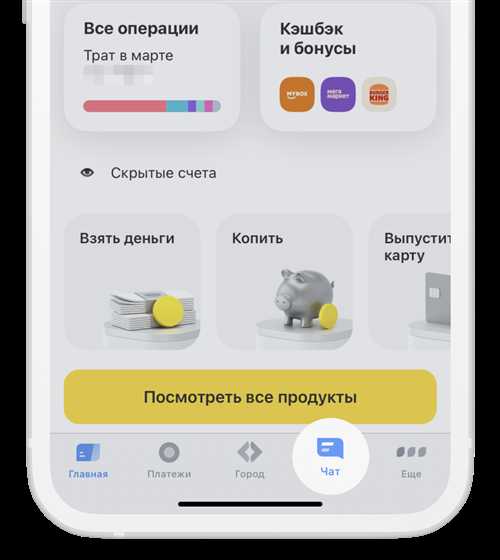 Все операции
Трат в марте
Кэшбэк
и бонусы
MYBOX
мега
маркет
BURGER
KING
Скрытые счета
Взять деньги
Копить
Выпустит
карту
Посмотреть все продукты
Главная
Платежи
Город
Чат
Еще